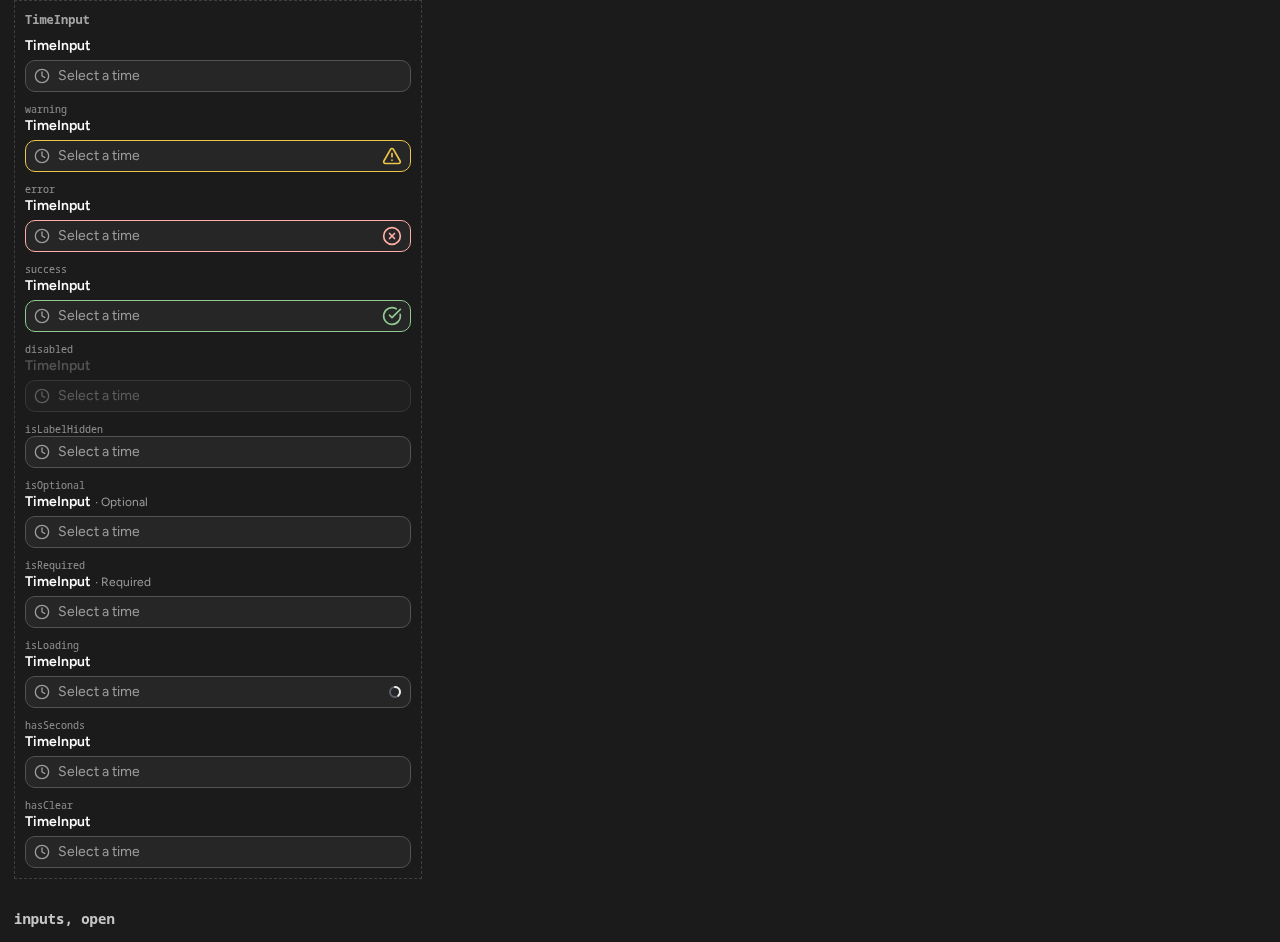 TimeInput
TimeInput
Select a time
warning
TimeInput
Select a time
error
TimeInput
Select a time
success
TimeInput
Select a time
disabled
TimeInput
Select a time
isLabelHidden
Select a time
isOptional
TimeInput · Optional
Select a time
isRequired
TimeInput · Required
Select a time
isLoading
TimeInput
Select a time
hasSeconds
TimeInput
Select a time
hasClear
TimeInput
Select a time
inputs, open